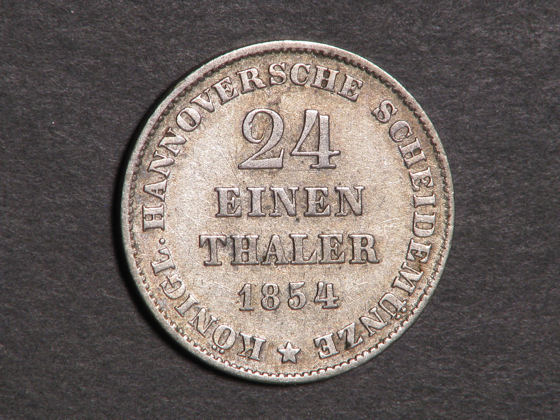 KÖNIGL. HANNOVERSCHE SCHEIDEMÜNZE
24
EINEN
THALER
1854